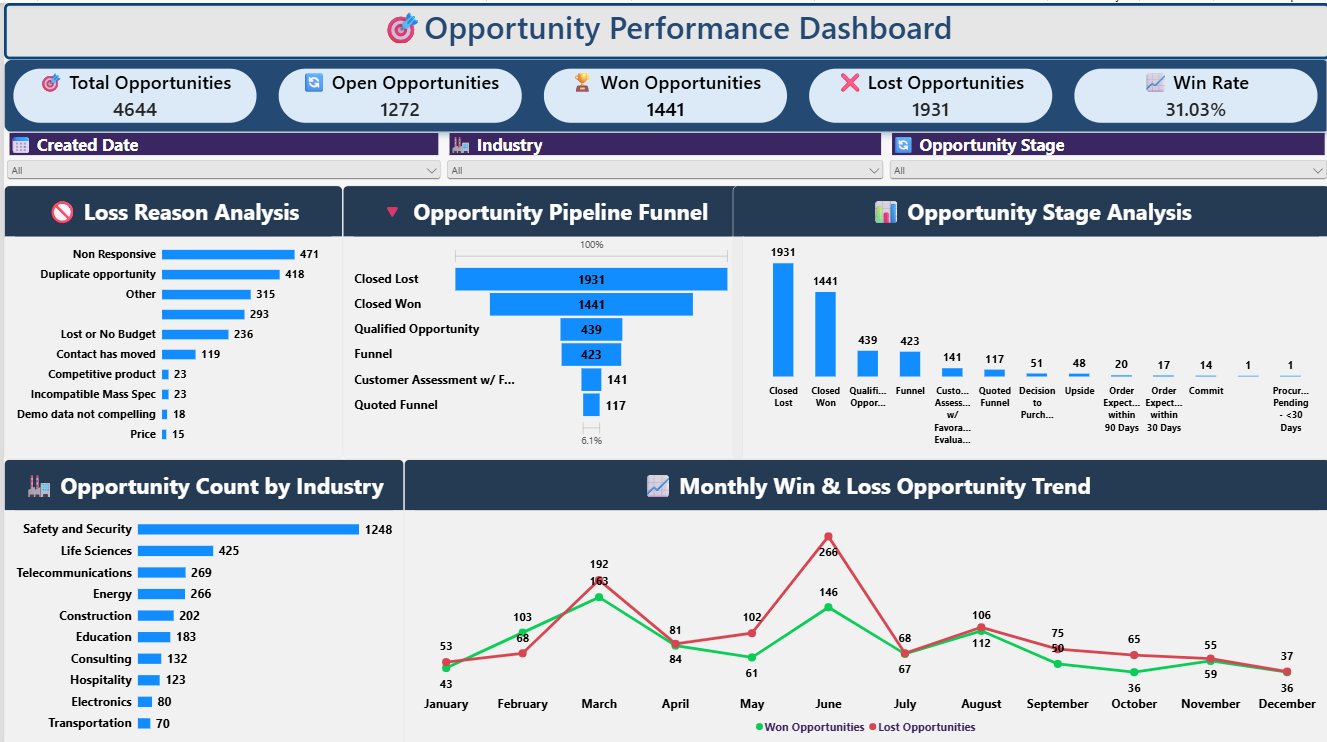 Opportunity Performance Dashboard
Total Opportunities
4644
Open Opportunities
1272
Won Opportunities
1441
Lost Opportunities
1931
Win Rate
31.03%
Created Date
All
Industry
All
Opportunity Stage
All
Loss Reason Analysis
Non Responsive 471
Duplicate opportunity 418
Other 315
293
Lost or No Budget 236
Contact has moved 119
Competitive product 23
Incompatible Mass Spec 23
Demo data not compelling 18
Price 15
Opportunity Pipeline Funnel
100%
Closed Lost 1931
Closed Won 1441
Qualified Opportunity 439
Funnel 423
Customer Assessment w/ F... 141
Quoted Funnel 117
6.1%
Opportunity Stage Analysis
1931
1441
439
423
141
117
51
48
20
17
14
1
1
Closed
Lost
Closed
Won
Qualifi...
Oppor...
Funnel
Custo...
Assess...
w/
Favora...
Evalua...
Quoted
Funnel
Decision
to
Purch...
Upside
Order
Expect...
within
90 Days
Order
Expect...
within
30 Days
Commit
Procur...
Pending
- <30
Days
Opportunity Count by Industry
Safety and Security 1248
Life Sciences 425
Telecommunications 269
Energy 266
Construction 202
Education 183
Consulting 132
Hospitality 123
Electronics 80
Transportation 70
Monthly Win & Loss Opportunity Trend
53
43
103
68
192
163
81
84
102
61
266
146
68
67
106
112
75
50
65
36
55
59
37
36
January February March April May June July August September October November December
Won Opportunities Lost Opportunities